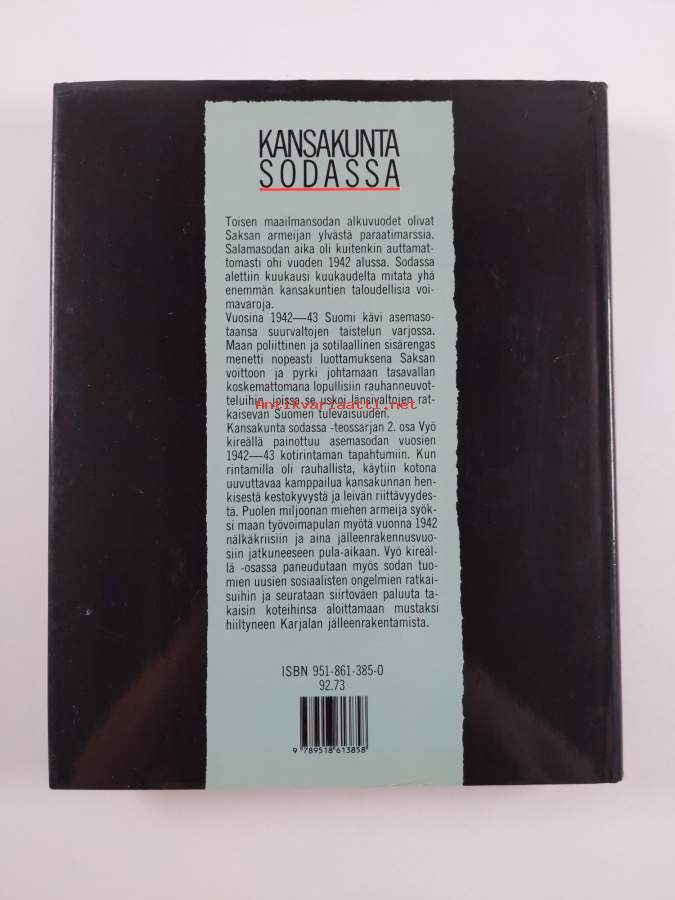 KANSAKUNTA
SODASSA
Toisen maailmansodan alkuvuodet olivat
Saksan armeijan ylvästä paraatimarssia.
Salamasodan aika oli kuitenkin auttamat-
tomasti ohi vuoden 1942 alussa. Sodassa
alettiin kuukausi kuukaudelta mitata yhä
enemmän kansakuntien taloudellisia voi-
mavaroja.
Vuosina 1942—43 Suomi kävi asemaso-
taansa suurvaltojen taistelun varjossa.
Maan poliittinen ja sotilaallinen sisärengas
menetti nopeasti luottamuksena Saksan
voittoon ja pyrki johtamaan tasavallan
koskemattomana lopullisiin rauhanneuvot-
teluihin, joissa se uskoi länsivaltojen rat-
Antikvariaatti.net
kaisevan Suomen tulevaisuuden.
Kansakunta sodassa -teossarjan 2. osa Vyö
kireällä painottuu asemasodan vuosien
1942—43 kotirintaman tapahtumiin. Kun
rintamilla oli rauhallista, käytiin kotona
uuvuttavaa kamppailua kansakunnan hen-
kisestä kestokyvystä ja leivän riittävyydes-
tä. Puolen miljoonan miehen armeija syök-
si maan työvoimapulan myötä vuonna 1942
nälkäkriisiin ja aina jälleenrakennusvuo-
siin jatkuneeseen pula-aikaan. Vyö kireäl-
lä -osassa paneudutaan myös sodan tuo-
mien uusien sosiaalisten ongelmien ratkai-
suihin ja seurataan siirtoväen paluuta ta-
kaisin koteihinsa aloittamaan mustaksi
hiiltyneen Karjalan jälleenrakentamista.
ISBN 951-861-385-0
92.73
9 789518 613858